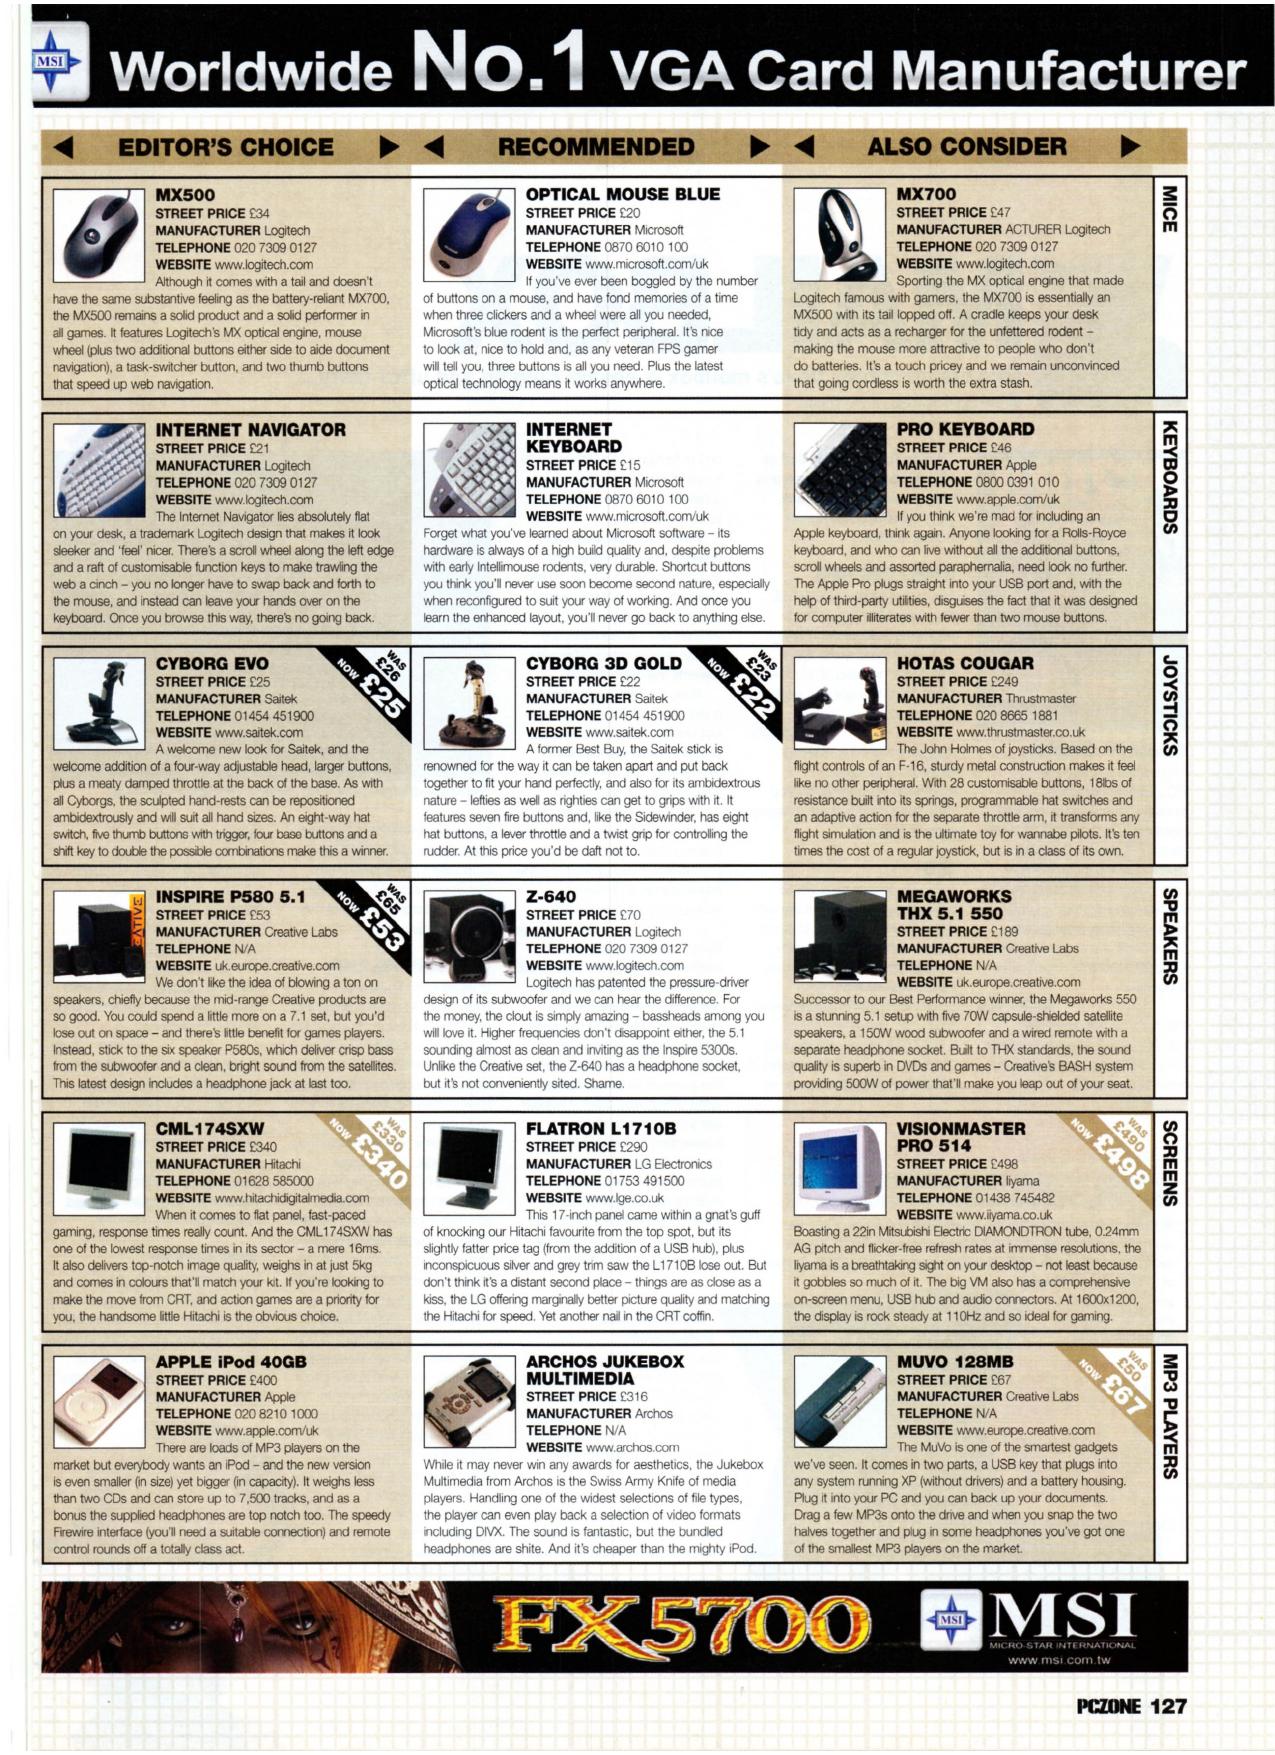 MSI Worldwide No.1 VGA Card Manufacturer
EDITOR'S CHOICE
RECOMMENDED
ALSO CONSIDER
MICE
MX500
STREET PRICE £34
MANUFACTURER Logitech
TELEPHONE 020 7309 0127
WEBSITE www.logitech.com
Although it comes with a tail and doesn't
have the same substantive feeling as the battery-reliant MX700,
the MX500 remains a solid product and a solid performer in
all games. It features Logitech's MX optical engine, mouse
wheel (plus two additional buttons either side to aide document
navigation), a task-switcher button, and two thumb buttons
that speed up web navigation.
OPTICAL MOUSE BLUE
STREET PRICE £20
MANUFACTURER Microsoft
TELEPHONE 0870 6010 100
WEBSITE www.microsoft.com/uk
If you've ever been boggled by the number
of buttons on a mouse, and have fond memories of a time
when three clickers and a wheel were all you needed,
Microsoft's blue rodent is the perfect peripheral. It's nice
to look at, nice to hold and, as any veteran FPS gamer
will tell you, three buttons is all you need. Plus the latest
optical technology means it works anywhere.
MX700
STREET PRICE £47
MANUFACTURER ACTURER Logitech
TELEPHONE 020 7309 0127
WEBSITE www.logitech.com
Sporting the MX optical engine that made
Logitech famous with gamers, the MX700 is essentially an
MX500 with its tail lopped off. A cradle keeps your desk
tidy and acts as a recharger for the unfettered rodent –
making the mouse more attractive to people who don't
do batteries. It's a touch pricey and we remain unconvinced
that going cordless is worth the extra stash.
KEYBOARDS
INTERNET NAVIGATOR
STREET PRICE £21
MANUFACTURER Logitech
TELEPHONE 020 7309 0127
WEBSITE www.logitech.com
The Internet Navigator lies absolutely flat
on your desk, a trademark Logitech design that makes it look
sleeker and 'feel' nicer. There's a scroll wheel along the left edge
and a raft of customisable function keys to make trawling the
web a cinch – you no longer have to swap back and forth to
the mouse, and instead can leave your hands over on the
keyboard. Once you browse this way, there's no going back.
INTERNET
KEYBOARD
STREET PRICE £15
MANUFACTURER Microsoft
TELEPHONE 0870 6010 100
WEBSITE www.microsoft.com/uk
Forget what you've learned about Microsoft software – its
hardware is always of a high build quality and, despite problems
with early Intellimouse rodents, very durable. Shortcut buttons
you think you'll never use soon become second nature, especially
when reconfigured to suit your way of working. And once you
learn the enhanced layout, you'll never go back to anything else.
PRO KEYBOARD
STREET PRICE £46
MANUFACTURER Apple
TELEPHONE 0800 0391 010
WEBSITE www.apple.com/uk
If you think we're mad for including an
Apple keyboard, think again. Anyone looking for a Rolls-Royce
keyboard, and who can live without all the additional buttons,
scroll wheels and assorted paraphernalia, need look no further.
The Apple Pro plugs straight into your USB port and, with the
help of third-party utilities, disguises the fact that it was designed
for computer illiterates with fewer than two mouse buttons.
JOYSTICKS
CYBORG EVO
STREET PRICE £25
MANUFACTURER Saitek
TELEPHONE 01454 451900
WEBSITE www.saitek.com
WAS £26
NOW £25
A welcome new look for Saitek, and the
welcome addition of a four-way adjustable head, larger buttons,
plus a meaty damped throttle at the back of the base. As with
all Cyborgs, the sculpted hand-rests can be repositioned
ambidextrously and will suit all hand sizes. An eight-way hat
switch, five thumb buttons with trigger, four base buttons and a
shift key to double the possible combinations make this a winner.
CYBORG 3D GOLD
STREET PRICE £22
MANUFACTURER Saitek
TELEPHONE 01454 451900
WEBSITE www.saitek.com
WAS £23
NOW £22
A former Best Buy, the Saitek stick is
renowned for the way it can be taken apart and put back
together to fit your hand perfectly, and also for its ambidextrous
nature – lefties as well as righties can get to grips with it. It
features seven fire buttons and, like the Sidewinder, has eight
hat buttons, a lever throttle and a twist grip for controlling the
rudder. At this price you'd be daft not to.
HOTAS COUGAR
STREET PRICE £249
MANUFACTURER Thrustmaster
TELEPHONE 020 8665 1881
WEBSITE www.thrustmaster.co.uk
The John Holmes of joysticks. Based on the
flight controls of an F-16, sturdy metal construction makes it feel
like no other peripheral. With 28 customisable buttons, 18lbs of
resistance built into its springs, programmable hat switches and
an adaptive action for the separate throttle arm, it transforms any
flight simulation and is the ultimate toy for wannabe pilots. It's ten
times the cost of a regular joystick, but is in a class of its own.
SPEAKERS
INSPIRE P580 5.1
STREET PRICE £53
MANUFACTURER Creative Labs
TELEPHONE N/A
WEBSITE uk.europe.creative.com
WAS £65
NOW £53
We don't like the idea of blowing a ton on
speakers, chiefly because the mid-range Creative products are
so good. You could spend a little more on a 7.1 set, but you'd
lose out on space – and there's little benefit for games players.
Instead, stick to the six speaker P580s, which deliver crisp bass
from the subwoofer and a clean, bright sound from the satellites.
This latest design includes a headphone jack at last too.
Z-640
STREET PRICE £70
MANUFACTURER Logitech
TELEPHONE 020 7309 0127
WEBSITE www.logitech.com
Logitech has patented the pressure-driver
design of its subwoofer and we can hear the difference. For
the money, the clout is simply amazing – bassheads among you
will love it. Higher frequencies don't disappoint either, the 5.1
sounding almost as clean and inviting as the Inspire 5300s.
Unlike the Creative set, the Z-640 has a headphone socket,
but it's not conveniently sited. Shame.
MEGAWORKS
THX 5.1 550
STREET PRICE £189
MANUFACTURER Creative Labs
TELEPHONE N/A
WEBSITE uk.europe.creative.com
Successor to our Best Performance winner, the Megaworks 550
is a stunning 5.1 setup with five 70W capsule-shielded satellite
speakers, a 150W wood subwoofer and a wired remote with a
separate headphone socket. Built to THX standards, the sound
quality is superb in DVDs and games – Creative's BASH system
providing 500W of power that'll make you leap out of your seat.
SCREENS
CML174SXW
STREET PRICE £340
MANUFACTURER Hitachi
TELEPHONE 01628 585000
WEBSITE www.hitachidigitalmedia.com
WAS £330
NOW £340
When it comes to flat panel, fast-paced
gaming, response times really count. And the CML174SXW has
one of the lowest response times in its sector – a mere 16ms.
It also delivers top-notch image quality, weighs in at just 5kg
and comes in colours that'll match your kit. If you're looking to
make the move from CRT, and action games are a priority for
you, the handsome little Hitachi is the obvious choice.
FLATRON L1710B
STREET PRICE £290
MANUFACTURER LG Electronics
TELEPHONE 01753 491500
WEBSITE www.lge.co.uk
This 17-inch panel came within a gnat's guff
of knocking our Hitachi favourite from the top spot, but its
slightly fatter price tag (from the addition of a USB hub), plus
inconspicuous silver and grey trim saw the L1710B lose out. But
don't think it's a distant second place – things are as close as a
kiss, the LG offering marginally better picture quality and matching
the Hitachi for speed. Yet another nail in the CRT coffin.
VISIONMASTER
PRO 514
STREET PRICE £498
MANUFACTURER Iiyama
TELEPHONE 01438 745482
WEBSITE www.iiyama.co.uk
WAS £490
NOW £498
Boasting a 22in Mitsubishi Electric DIAMONDTRON tube, 0.24mm
AG pitch and flicker-free refresh rates at immense resolutions, the
Iiyama is a breathtaking sight on your desktop – not least because
it gobbles so much of it. The big VM also has a comprehensive
on-screen menu, USB hub and audio connectors. At 1600x1200,
the display is rock steady at 110Hz and so ideal for gaming.
MP3 PLAYERS
APPLE iPod 40GB
STREET PRICE £400
MANUFACTURER Apple
TELEPHONE 020 8210 1000
WEBSITE www.apple.com/uk
There are loads of MP3 players on the
market but everybody wants an iPod – and the new version
is even smaller (in size) yet bigger (in capacity). It weighs less
than two CDs and can store up to 7,500 tracks, and as a
bonus the supplied headphones are top notch too. The speedy
Firewire interface (you'll need a suitable connection) and remote
control rounds off a totally class act.
ARCHOS JUKEBOX
MULTIMEDIA
STREET PRICE £316
MANUFACTURER Archos
TELEPHONE N/A
WEBSITE www.archos.com
While it may never win any awards for aesthetics, the Jukebox
Multimedia from Archos is the Swiss Army Knife of media
players. Handling one of the widest selections of file types,
the player can even play back a selection of video formats
including DIVX. The sound is fantastic, but the bundled
headphones are shite. And it's cheaper than the mighty iPod.
MUVO 128MB
STREET PRICE £67
MANUFACTURER Creative Labs
TELEPHONE N/A
WEBSITE www.europe.creative.com
WAS £50
NOW £67
The MuVo is one of the smartest gadgets
we've seen. It comes in two parts, a USB key that plugs into
any system running XP (without drivers) and a battery housing.
Plug it into your PC and you can back up your documents.
Drag a few MP3s onto the drive and when you snap the two
halves together and plug in some headphones you've got one
of the smallest MP3 players on the market.
FX5700
MSI
MSI
MICRO-STAR INTERNATIONAL
www.msi.com.tw
PCZONE 127